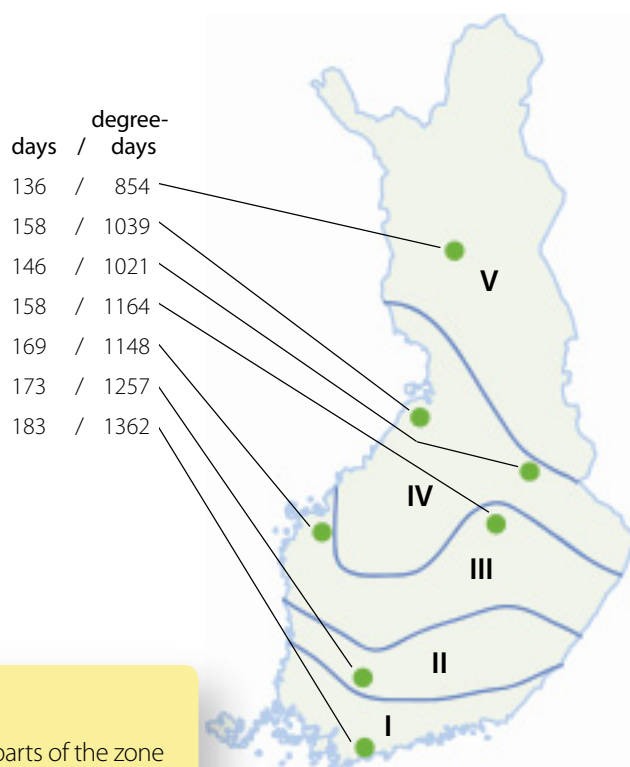 degree-
days / days
136 / 854
158 / 1039
146 / 1021
158 / 1164
169 / 1148
173 / 1257
183 / 1362
V
IV
III
II
I
parts of the zone